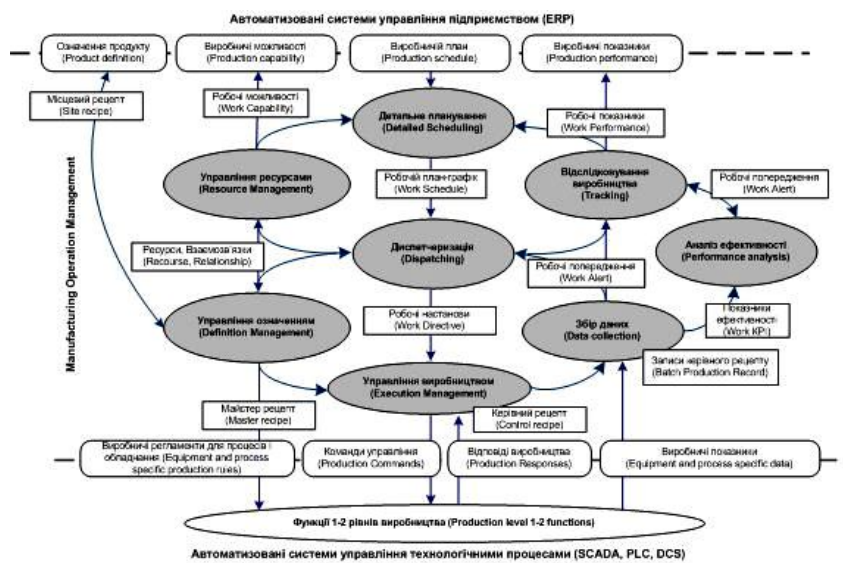 Автоматизовані системи управління підприємством (ERP)
Означення продукту
(Product definition)
Виробничі можливості
(Production capability)
Виробничій план
(Production schedule)
Виробничі показники
(Production performance)
Місцевий рецепт
(Site recipe)
Робочі можливості
(Work Capability)
Детальне планування
(Detailed Scheduling)
Робочі показники
(Work Performance)
Управління ресурсами
(Resource Management)
Робочій план-графік
(Work Schedule)
Відслідковування
виробництва
(Tracking)
Робочі попередження
(Work Alert)
Manufacturing Operation Management
Ресурси, Взаємозв'язки
(Recourse, Relationship)
Диспетчеризація
(Dispatching)
Робочі попередження
(Work Alert)
Аналіз ефективності
(Performance analysis)
Управління означенням
(Definition Management)
Робочі настанови
(Work Directive)
Збір даних
(Data collection)
Показники
ефективності
(Work KPI)
Управління виробництвом
(Execution Management)
Записи керівного рецепту
(Batch Production Record)
Майстер рецепт
(Master recipe)
Керівний рецепт
(Control recipe)
Виробничі регламенти для процесів і
обладнання (Equipment and process
specific production rules)
Команди управління
(Production Commands)
Відповіді виробництва
(Production Responses)
Виробничі показники
(Equipment and process specific data)
Функції 1-2 рівнів виробництва (Production level 1-2 functions)
Автоматизовані системи управління технологічними процесами (SCADA, PLC, DCS)